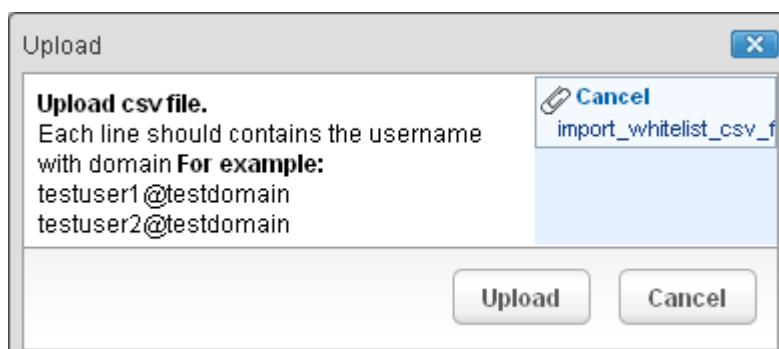 Upload
Upload csv file.
Each line should contains the username
with domain For example:
testuser1@testdomain
testuser2@testdomain
Cancel
import_whitelist_csv_f
Upload
Cancel